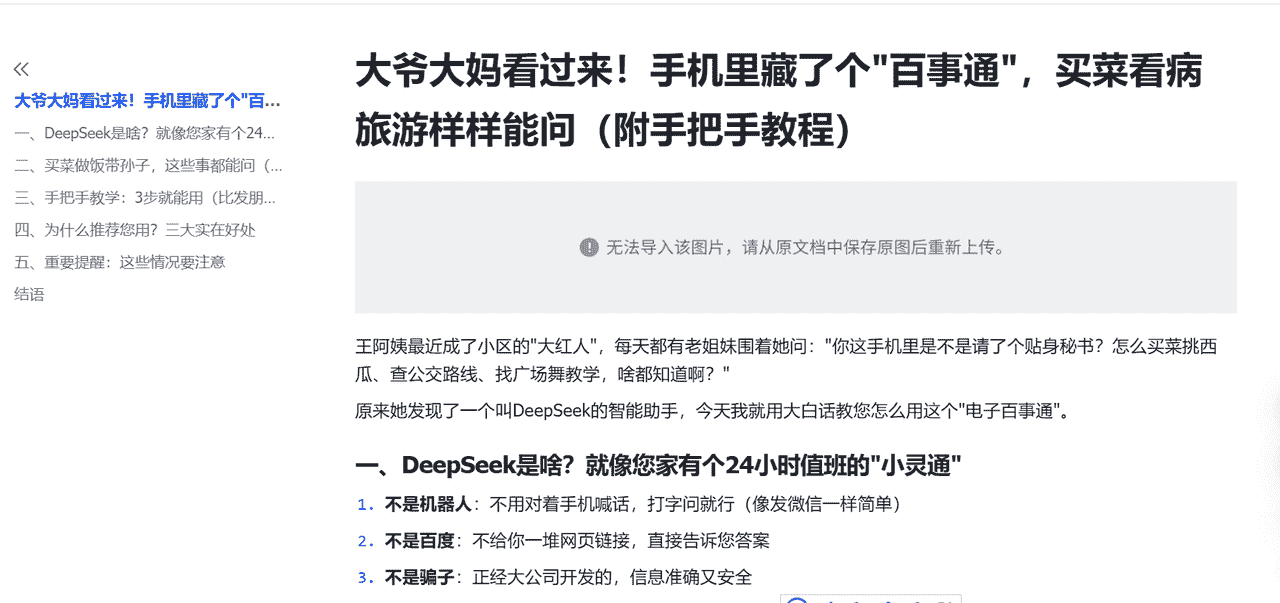 大爷大妈看过来！手机里藏了个"百...
一、DeepSeek是啥？就像您家有个24...
二、买菜做饭带孙子，这些事都能问（...
三、手把手教学：3步就能用（比发朋...
四、为什么推荐您用？三大实在好处
五、重要提醒：这些情况要注意
结语
大爷大妈看过来！手机里藏了个"百事通"，买菜看病
旅游样样能问（附手把手教程）
无法导入该图片，请从原文档中保存原图后重新上传。
王阿姨最近成了小区的"大红人"，每天都有老姐妹围着她问："你这手机里是不是请了个贴身秘书？怎么买菜挑西
瓜、查公交路线、找广场舞教学，啥都知道啊？"
原来她发现了一个叫DeepSeek的智能助手，今天我就用大白话教您怎么用这个"电子百事通"。
一、DeepSeek是啥？就像您家有个24小时值班的"小灵通"
1. 不是机器人：不用对着手机喊话，打字问就行（像发微信一样简单）
2. 不是百度：不给你一堆网页链接，直接告诉您答案
3. 不是骗子：正经大公司开发的，信息准确又安全